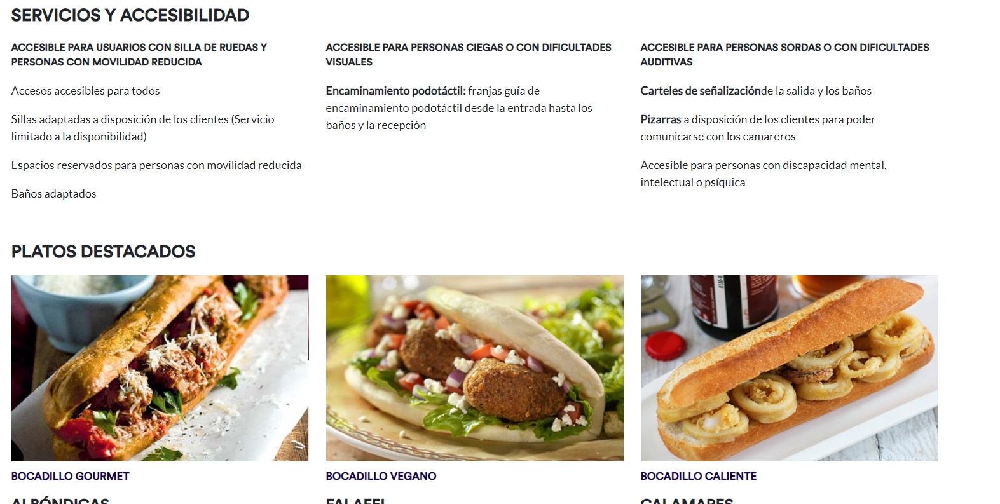 SERVICIOS Y ACCESIBILIDAD
ACCESIBLE PARA USUARIOS CON SILLA DE RUEDAS Y
PERSONAS CON MOVILIDAD REDUCIDA
Accesos accesibles para todos
Sillas adaptadas a disposición de los clientes (Servicio
limitado a la disponibilidad)
Espacios reservados para personas con movilidad reducida
Baños adaptados
ACCESIBLE PARA PERSONAS CIEGAS O CON DIFICULTADES
VISUALES
Encaminamiento podotáctil: franjas guía de
encaminamiento podotáctil desde la entrada hasta los
baños y la recepción
ACCESIBLE PARA PERSONAS SORDAS O CON DIFICULTADES
AUDITIVAS
Carteles de señalizaciónde la salida y los baños
Pizarras a disposición de los clientes para poder
comunicarse con los camareros
Accesible para personas con discapacidad mental,
intelectual o psíquica
PLATOS DESTACADOS
BOCADILLO GOURMET
ALBÓNDIGAS
BOCADILLO VEGANO
FALAFEL
BOCADILLO CALIENTE
CALAMARES